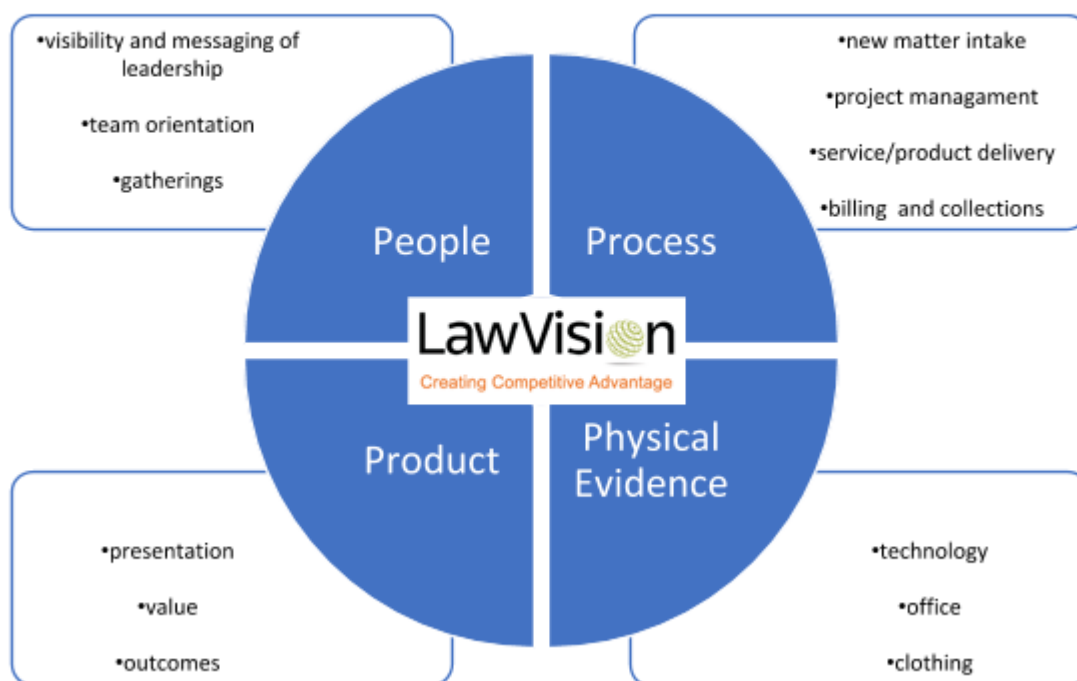 •visibility and messaging of
leadership
•team orientation
•gatherings
•new matter intake
•project managament
•service/product delivery
•billing and collections
People
Process
LawVision
Creating Competitive Advantage
Product
Physical
Evidence
•presentation
•value
•outcomes
•technology
•office
•clothing